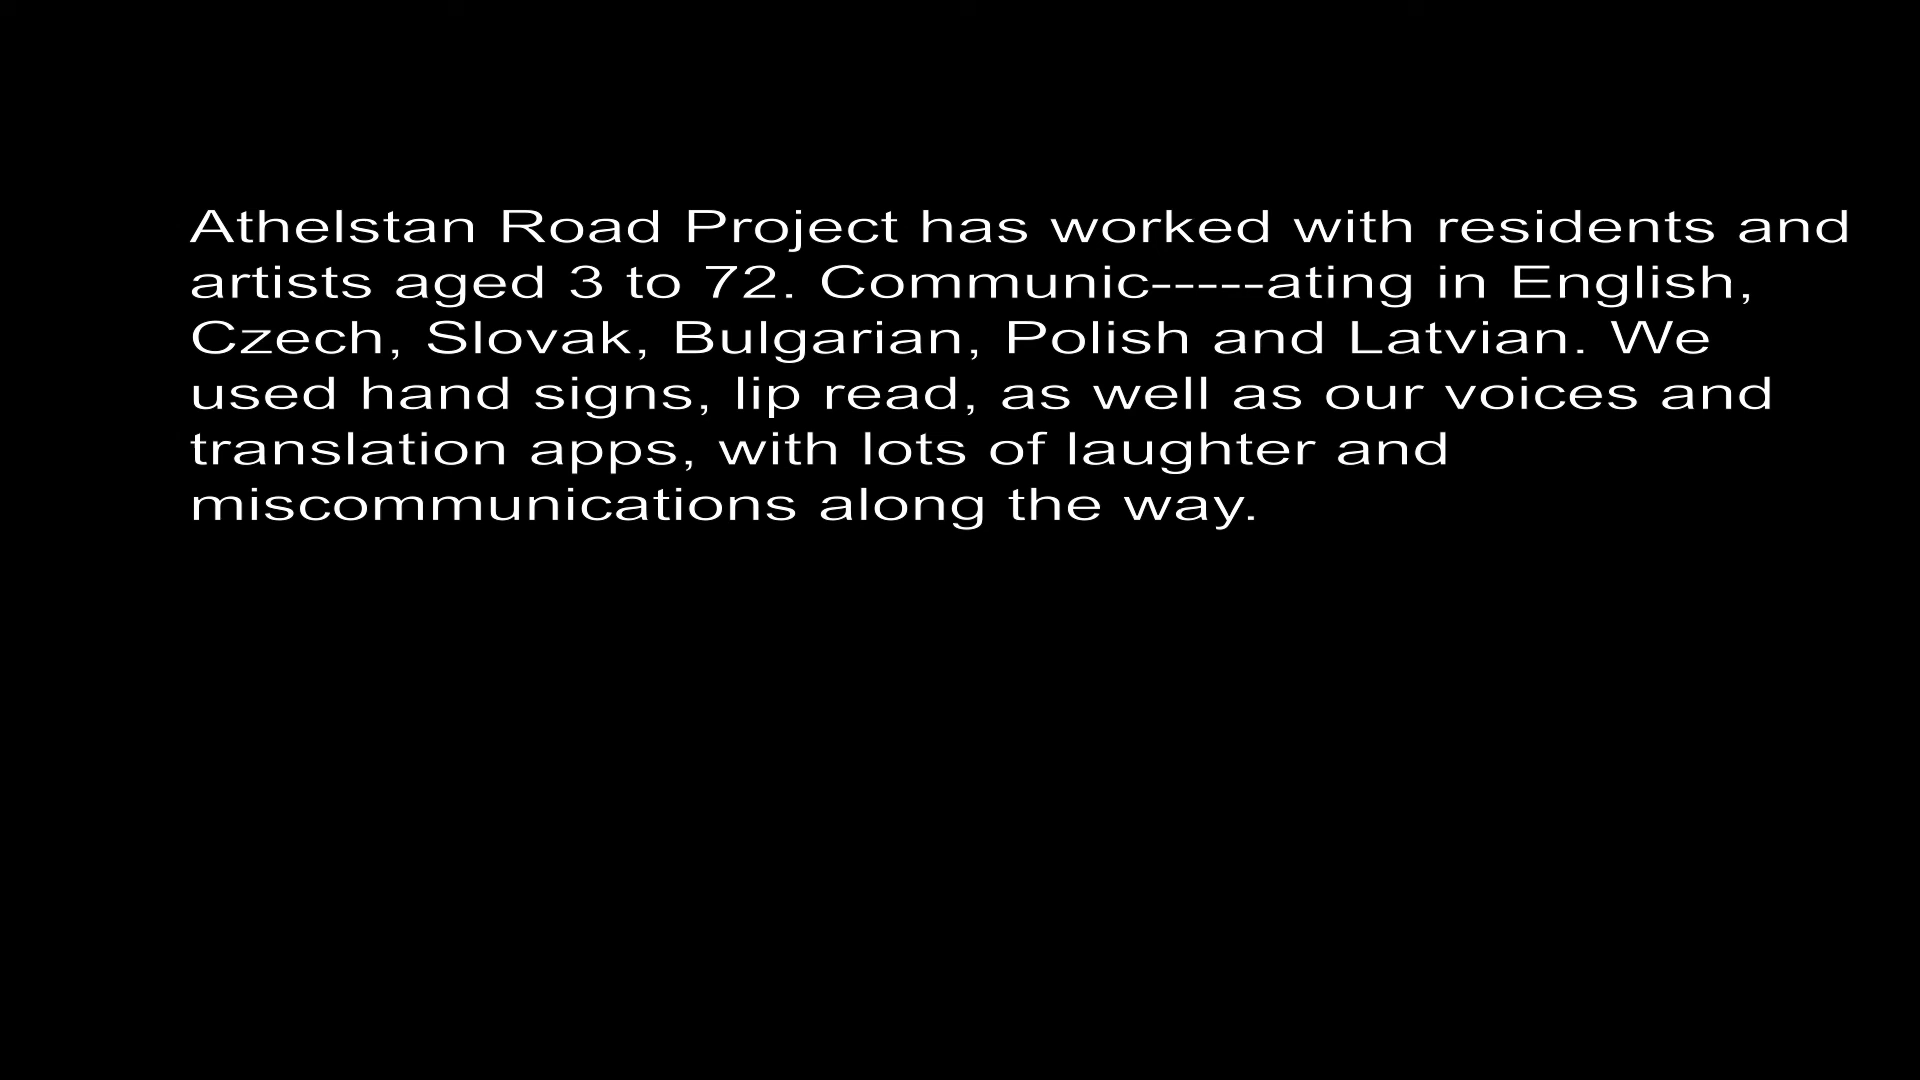 Athelstan Road Project has worked with residents and
artists aged 3 to 72. Communic-----ating in English,
Czech, Slovak, Bulgarian, Polish and Latvian. We
used hand signs, lip read, as well as our voices and
translation apps, with lots of laughter and
miscommunications along the way.